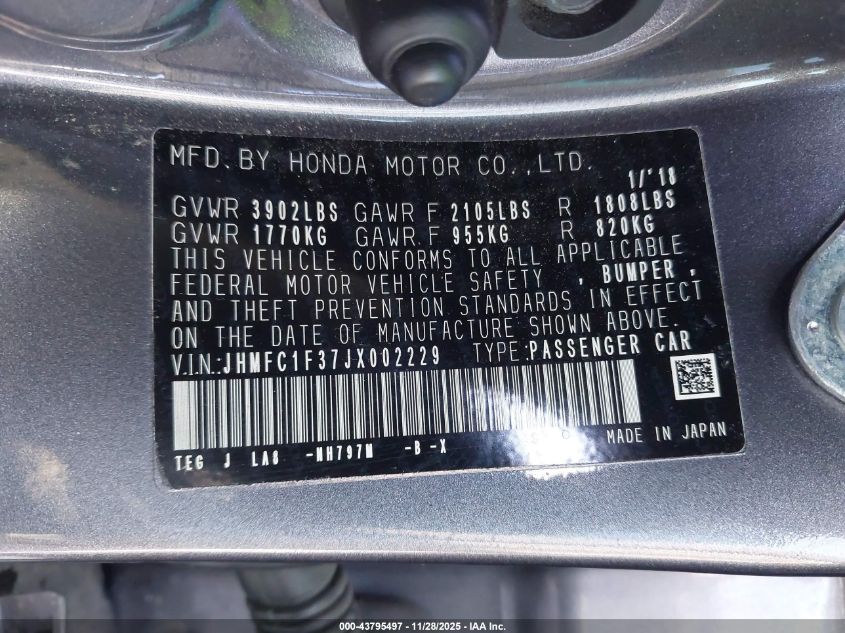 MFD. BY HONDA MOTOR CO., LTD. 1/'18
GVWR 3902LBS GAWR F 2105LBS R 1808LBS
GVWR 1770KG GAWR F 955KG R 820KG
THIS VEHICLE CONFORMS TO ALL APPLICABLE
FEDERAL MOTOR VEHICLE SAFETY , BUMPER ,
AND THEFT PREVENTION STANDARDS IN EFFECT
ON THE DATE OF MANUFACTURE SHOWN ABOVE.
V.I.N.: JHMFC1F37JX002229 TYPE: PASSENGER CAR
MADE IN JAPAN
TEG J LA8 -NH797M -B -X
000-43795497 - 11/28/2025 - IAA Inc.